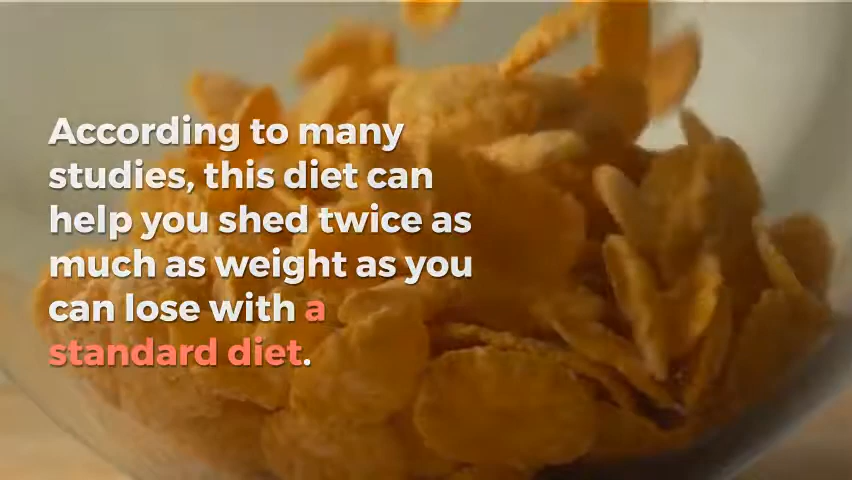 According to many
studies, this diet can
help you shed twice as
much as weight as you
can lose with a
standard diet.